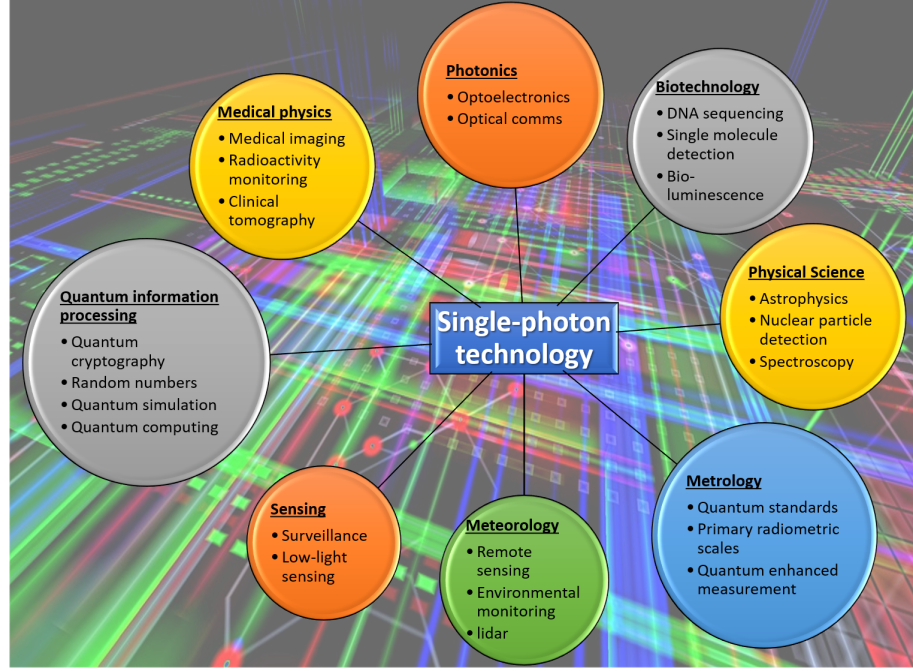 Photonics
• Optoelectronics
• Optical comms
Biotechnology
• DNA sequencing
• Single molecule
detection
• Bio-
luminescence
Medical physics
• Medical imaging
• Radioactivity
monitoring
• Clinical
tomography
Physical Science
• Astrophysics
• Nuclear particle
detection
• Spectroscopy
Quantum information
processing
• Quantum
cryptography
• Random numbers
• Quantum simulation
• Quantum computing
Single-photon
technology
Metrology
• Quantum standards
• Primary radiometric
scales
• Quantum enhanced
measurement
Sensing
• Surveillance
• Low-light
sensing
Meteorology
• Remote
sensing
• Environmental
monitoring
• lidar